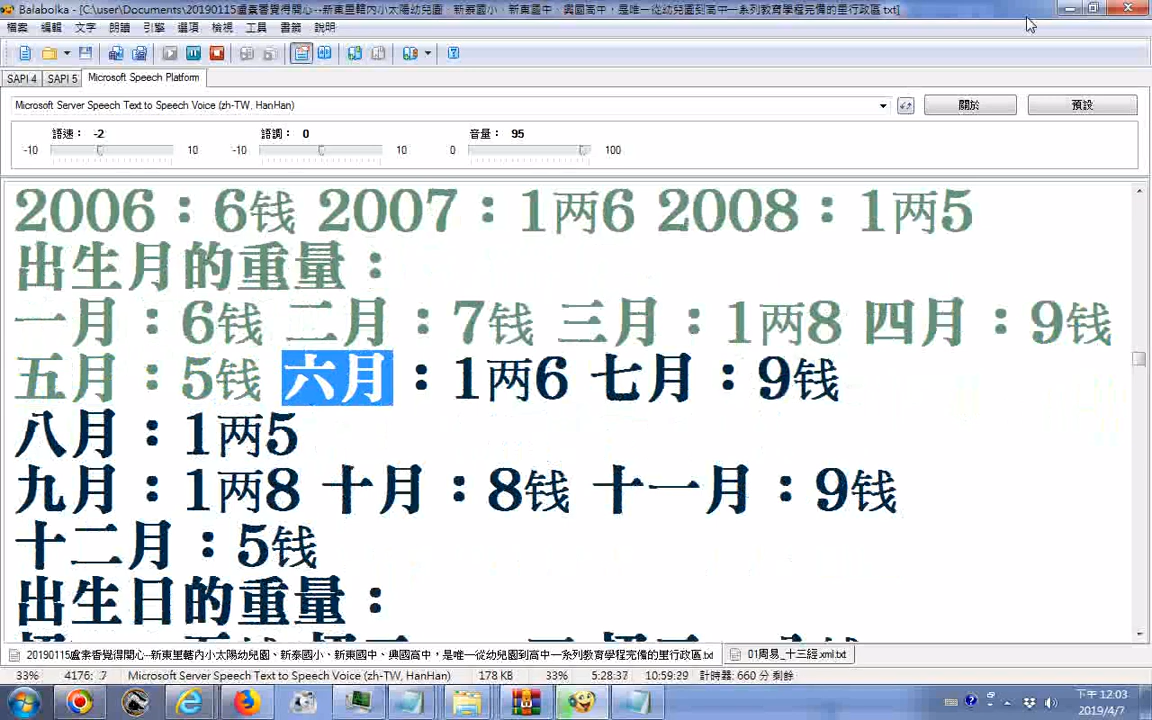 Balabolka - [C:\user\Documents\20190115盧素香覺得開心--新東里轄內小太陽幼兒園、新泰國小、新東國中、興國高中，是唯一從幼兒園到高中一系列教育學程完備的里行政區.txt]
檔案 編輯 文字 朗讀 引擎 選項 檢視 工具 書籤 說明
SAPI 4 SAPI 5 Microsoft Speech Platform
Microsoft Server Speech Text to Speech Voice (zh-TW, HanHan) 關於 預設
語速： -2 語調： 0 音量： 95
-10 10 -10 10 0 100
2006：6钱 2007：1两6 2008：1两5
出生月的重量：
一月：6钱 二月：7钱 三月：1两8 四月：9钱
五月：5钱 六月：1两6 七月：9钱
八月：1两5
九月：1两8 十月：8钱 十一月：9钱
十二月：5钱
出生日的重量：
20190115盧素香覺得開心--新東里轄內小太陽幼兒園、新泰國小、新東國中、興國高中，是唯一從幼兒園到高中一系列教育學程完備的里行政區.txt 01周易_十三經.xml.txt
33% 4176: .7 Microsoft Server Speech Text to Speech Voice (zh-TW, HanHan) 178 KB 33% 5:28:37 10:59:29 計時器: 660 分 剩餘
下午 12:03
2019/4/7